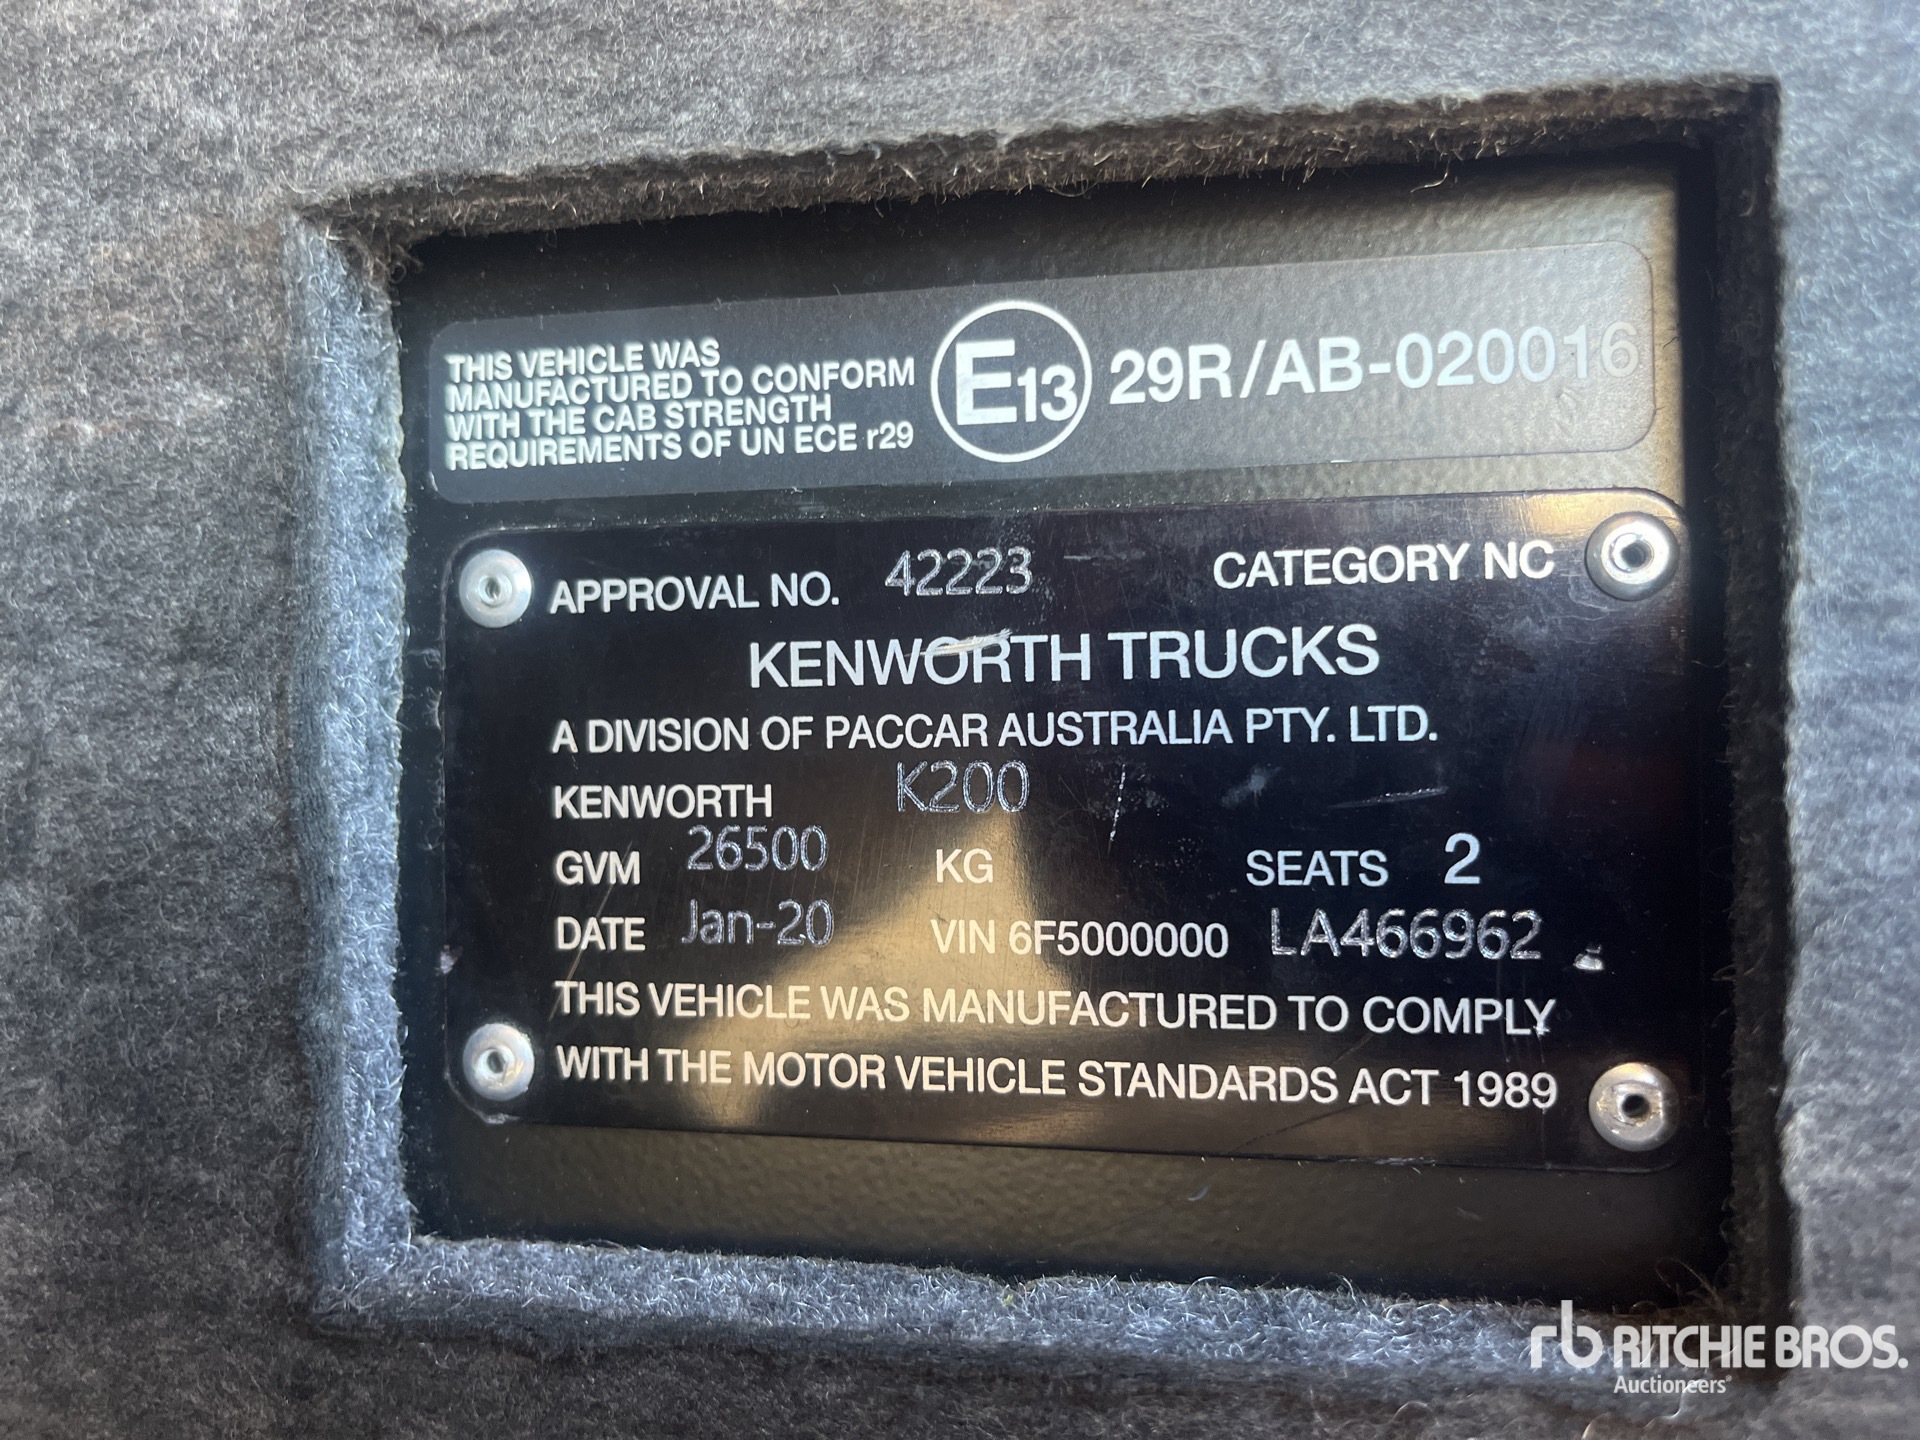 THIS VEHICLE WAS
MANUFACTURED TO CONFORM
WITH THE CAB STRENGTH
REQUIREMENTS OF UN ECE r29
E13 29R/AB-020016
APPROVAL NO. 42223 CATEGORY NC
KENWORTH TRUCKS
A DIVISION OF PACCAR AUSTRALIA PTY. LTD.
KENWORTH K200
GVM 26500 KG SEATS 2
DATE Jan-20 VIN 6F5000000 LA466962
THIS VEHICLE WAS MANUFACTURED TO COMPLY
WITH THE MOTOR VEHICLE STANDARDS ACT 1989
rb RITCHIE BROS.
Auctioneers®